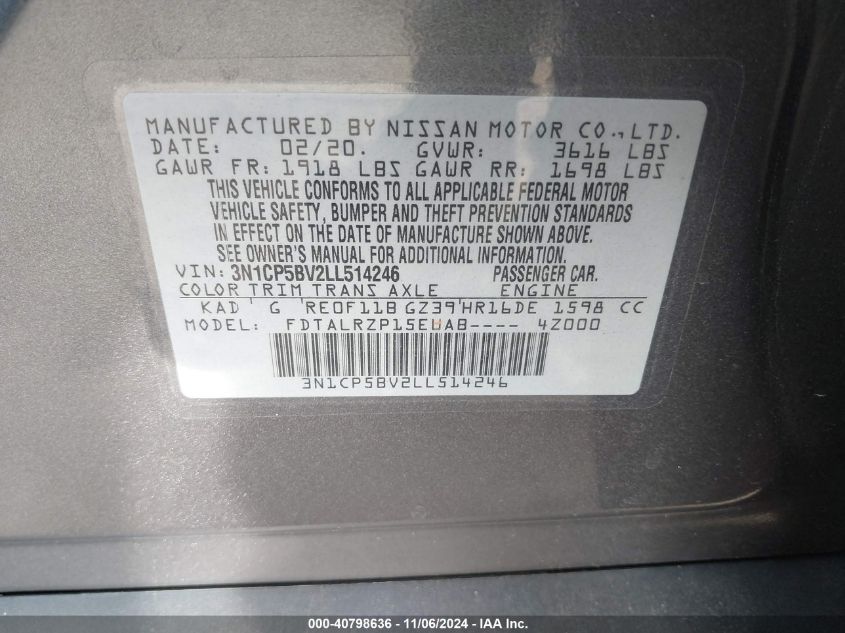 MANUFACTURED BY NISSAN MOTOR CO., LTD.
DATE: 02/20. GVWR: 3616 LBS
GAWR FR: 1918 LBS GAWR RR: 1698 LBS
THIS VEHICLE CONFORMS TO ALL APPLICABLE FEDERAL MOTOR
VEHICLE SAFETY, BUMPER AND THEFT PREVENTION STANDARDS
IN EFFECT ON THE DATE OF MANUFACTURE SHOWN ABOVE.
SEE OWNER'S MANUAL FOR ADDITIONAL INFORMATION.
VIN: 3N1CP5BV2LL514246 PASSENGER CAR.
COLOR TRIM TRANS AXLE ENGINE
KAD G RE0F11B GZ39 HR16DE 1598 CC
MODEL: FDTALRZP15EUAB---- 4Z000
3N1CP5BV2LL514246
000-40798636 - 11/06/2024 - IAA Inc.